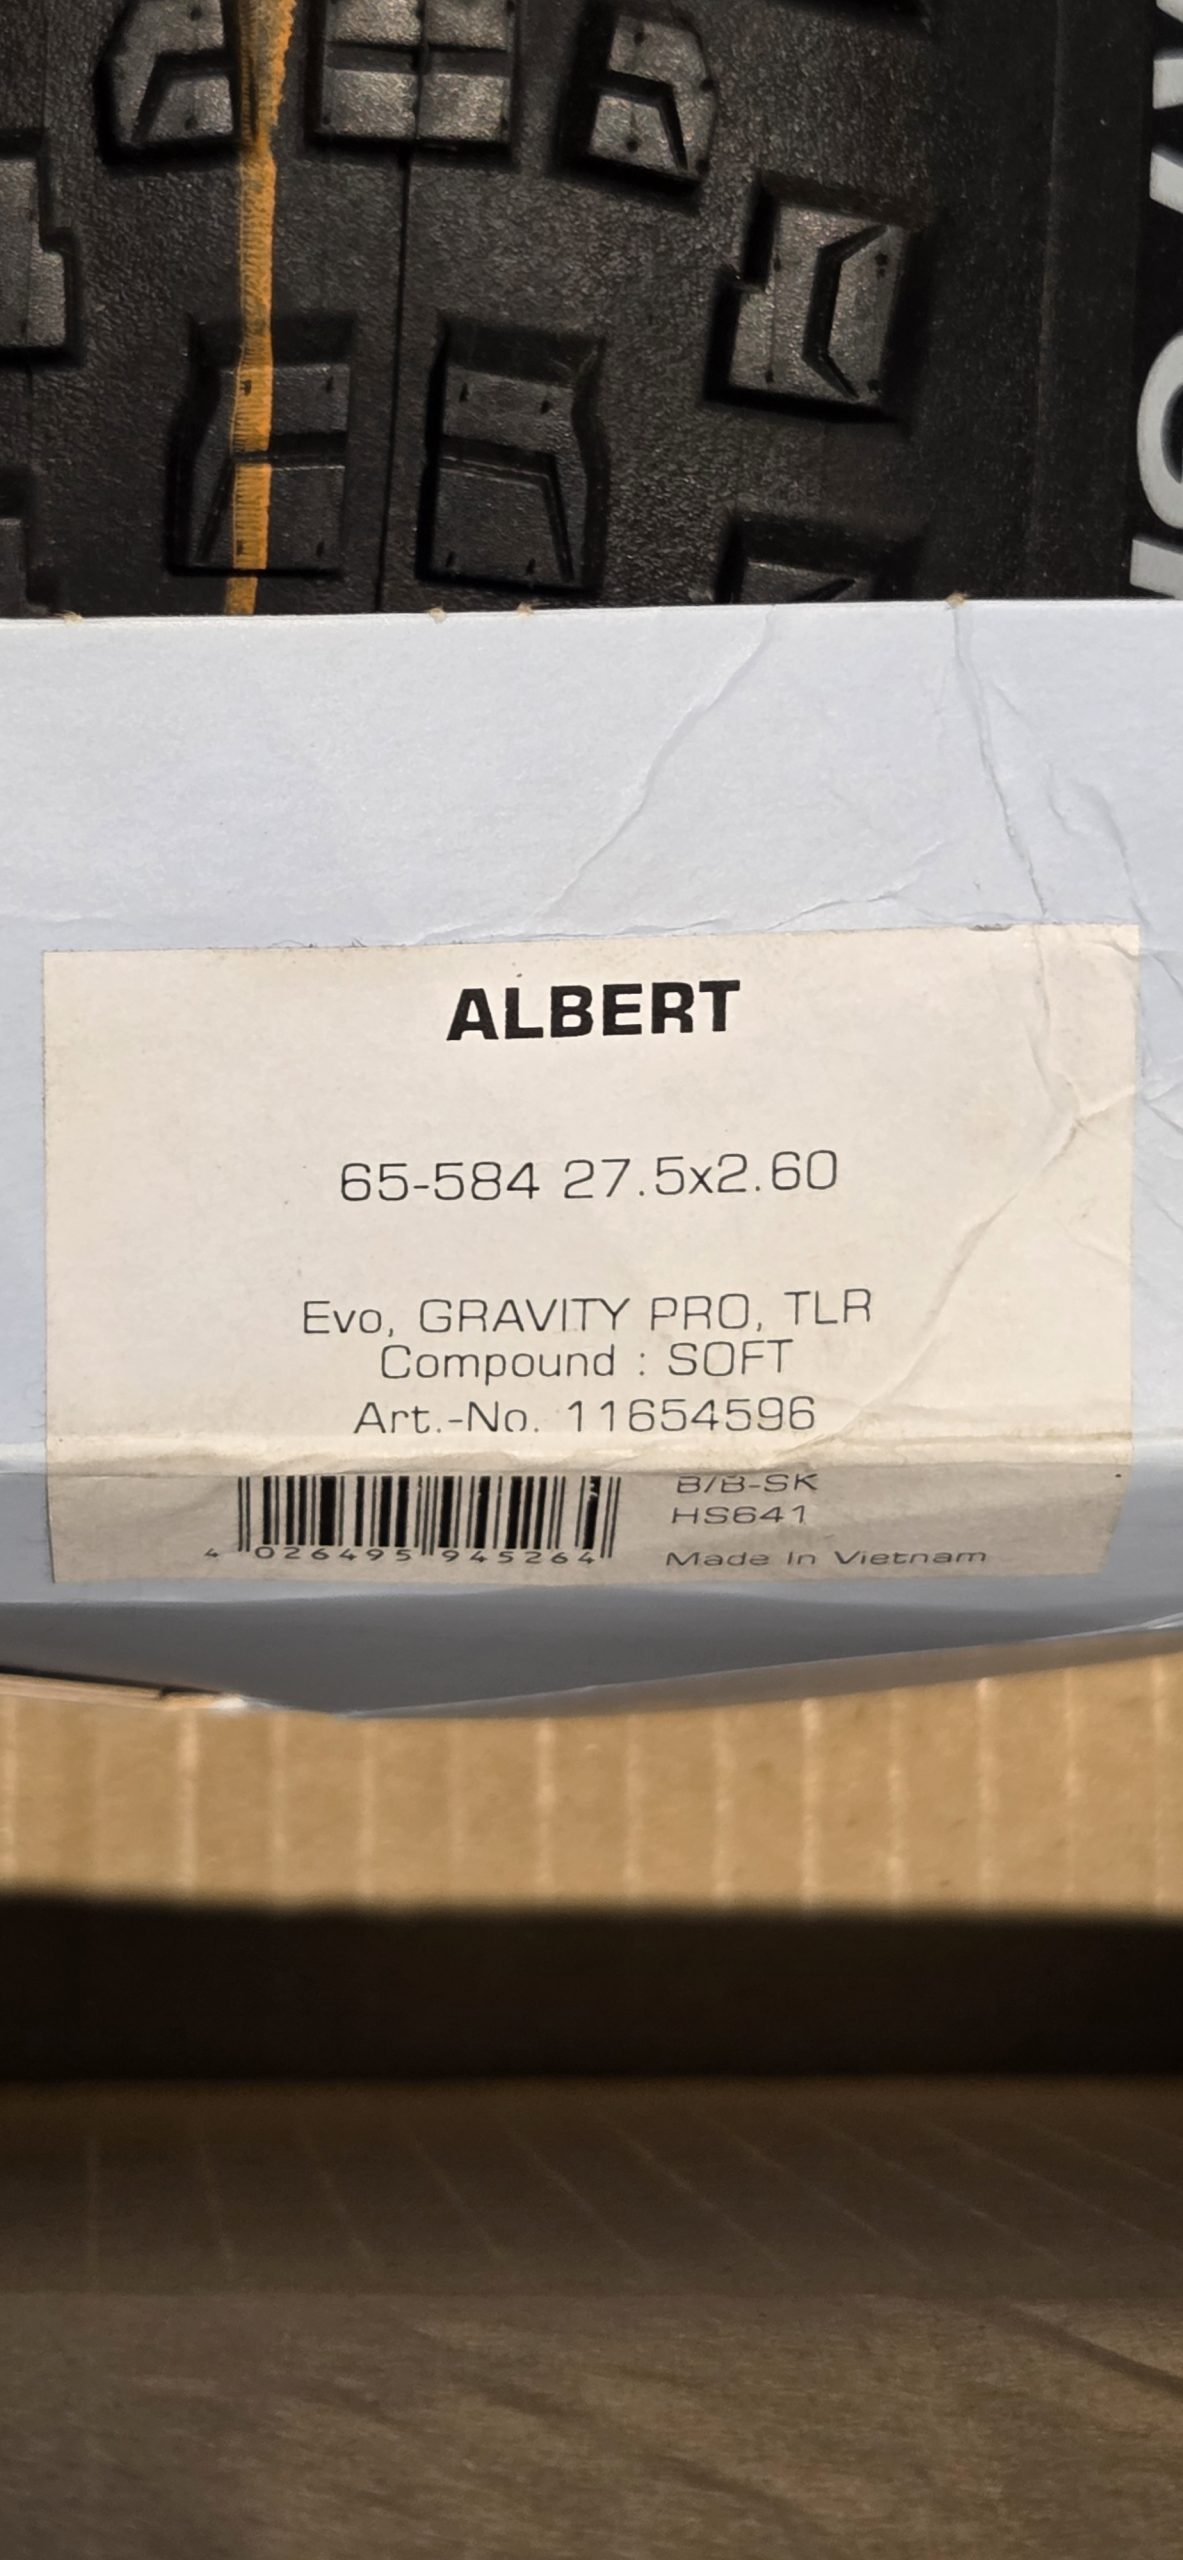 ALBERT
65-584 27.5x2.60
Evo, GRAVITY PRO, TLR
Compound : SOFT
Art.-No. 11654596
B/B-SK
HS641
4 026495 945264
Made In Vietnam